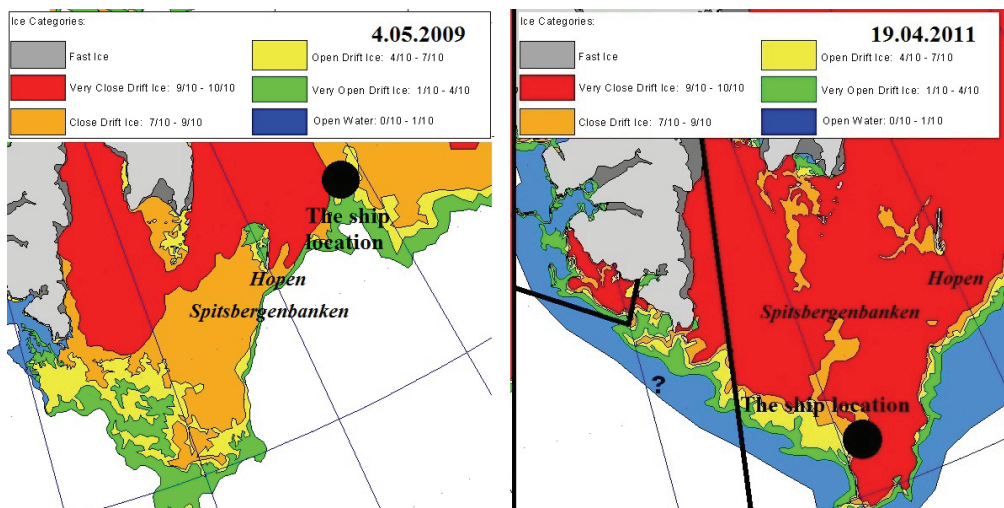 Ice Categories:
4.05.2009
Fast Ice
Open Drift Ice: 4/10 - 7/10
Very Close Drift Ice: 9/10 - 10/10
Very Open Drift Ice: 1/10 - 4/10
Close Drift Ice: 7/10 - 9/10
Open Water: 0/10 - 1/10
The ship
location
Hopen
Spitsbergenbanken
Ice Categories:
19.04.2011
Fast Ice
Open Drift Ice: 4/10 - 7/10
Very Close Drift Ice: 9/10 - 10/10
Very Open Drift Ice: 1/10 - 4/10
Close Drift Ice: 7/10 - 9/10
Open Water: 0/10 - 1/10
Hopen
Spitsbergenbanken
?
The ship location